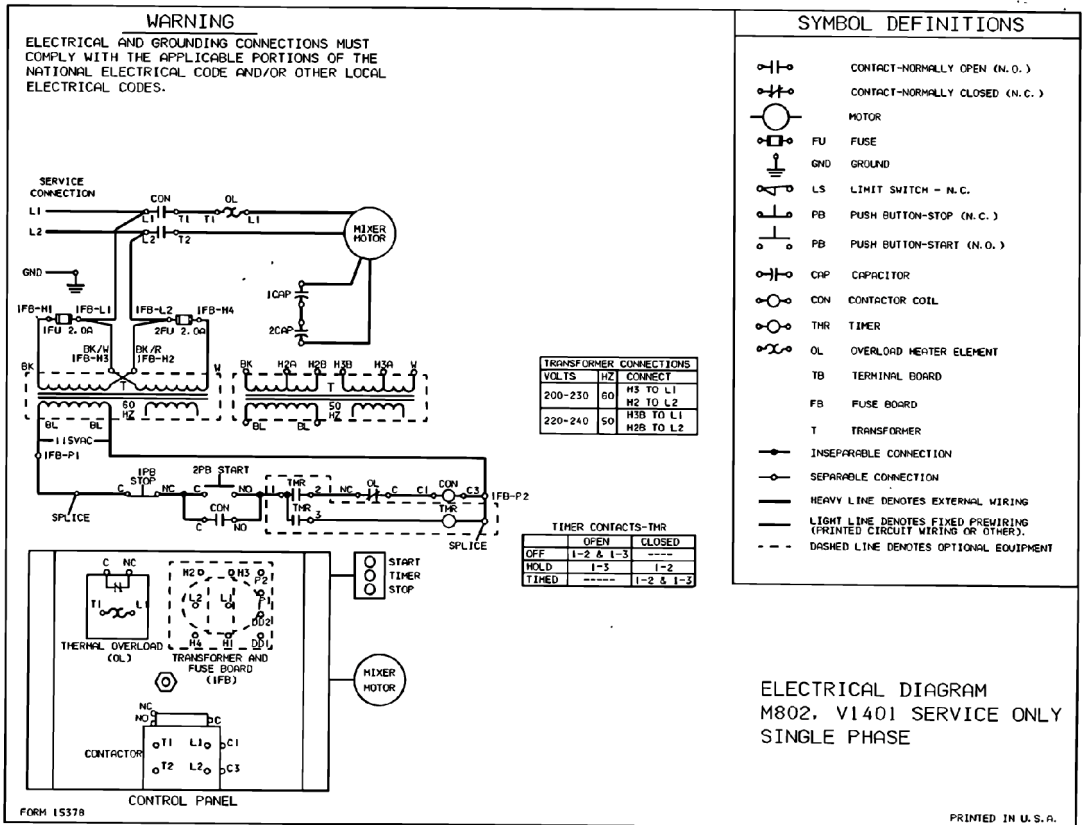 WARNING
ELECTRICAL AND GROUNDING CONNECTIONS MUST
COMPLY WITH THE APPLICABLE PORTIONS OF THE
NATIONAL ELECTRICAL CODE AND/OR OTHER LOCAL
ELECTRICAL CODES.
SERVICE
CONNECTION
CON
OL
L1
L1
T1
T1
L1
L2
L2
T2
MIXER
MOTOR
GND
1CAP
2CAP
1FB-H1
1FB-L1
1FB-L2
1FB-H4
1FU 2.0A
2FU 2.0A
BK/W
1FB-H3
BK/R
1FB-H2
BK
W
T
60
HZ
BL
BL
BK
H2A
H2B
H3B
H3A
W
T
50
HZ
BL
BL
115VAC
1FB-P1
TRANSFORMER CONNECTIONS
VOLTS HZ CONNECT
200-230 60 H3 TO L1
H2 TO L2
220-240 50 H3B TO L1
H2B TO L2
1PB
STOP
2PB START
C
NC
C
NO
CON
C
NO
TMR
1
2
NC
OL
C
C1
CON
C3
1FB-P2
TMR
3
TMR
SPLICE
SPLICE
TIMER CONTACTS-TMR
OPEN CLOSED
OFF 1-2 & 1-3 ----
HOLD 1-3 1-2
TIMED ----- 1-2 & 1-3
START
TIMER
STOP
C NC
T1
L1
THERMAL OVERLOAD
(OL)
H2
H3
P2
L2
L1
P1
DD2
H4
H1
DD1
TRANSFORMER AND
FUSE BOARD
(1FB)
MIXER
MOTOR
NC
NO
C
CONTACTOR
T1 L1 C1
T2 L2 C3
CONTROL PANEL
FORM 15378
SYMBOL DEFINITIONS
CONTACT-NORMALLY OPEN (N.O.)
CONTACT-NORMALLY CLOSED (N.C.)
MOTOR
FU FUSE
GND GROUND
LS LIMIT SWITCH - N.C.
PB PUSH BUTTON-STOP (N.C.)
PB PUSH BUTTON-START (N.O.)
CAP CAPACITOR
CON CONTACTOR COIL
TMR TIMER
OL OVERLOAD HEATER ELEMENT
TB TERMINAL BOARD
FB FUSE BOARD
T TRANSFORMER
INSEPARABLE CONNECTION
SEPARABLE CONNECTION
HEAVY LINE DENOTES EXTERNAL WIRING
LIGHT LINE DENOTES FIXED PREWIRING
(PRINTED CIRCUIT WIRING OR OTHER).
DASHED LINE DENOTES OPTIONAL EQUIPMENT
ELECTRICAL DIAGRAM
M802, V1401 SERVICE ONLY
SINGLE PHASE
PRINTED IN U.S.A.